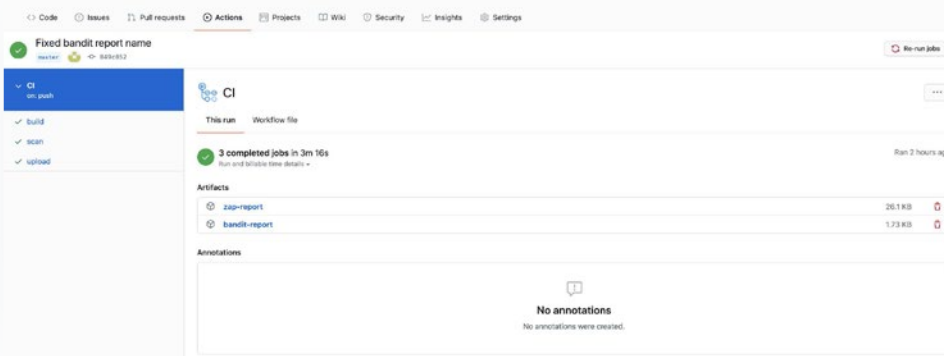 Code Issues Pull requests Actions Projects Wiki Security Insights Settings
Fixed bandit report name
master
Re-run jobs
CI
on: push
build
scan
upload
CI
This run Workflow file
3 completed jobs in 3m 16s
Run and billable time details
Ran 2 hours ag
Artifacts
zap-report 26.1 KB
bandit-report 1.73 KB
Annotations
No annotations
No annotations were created.